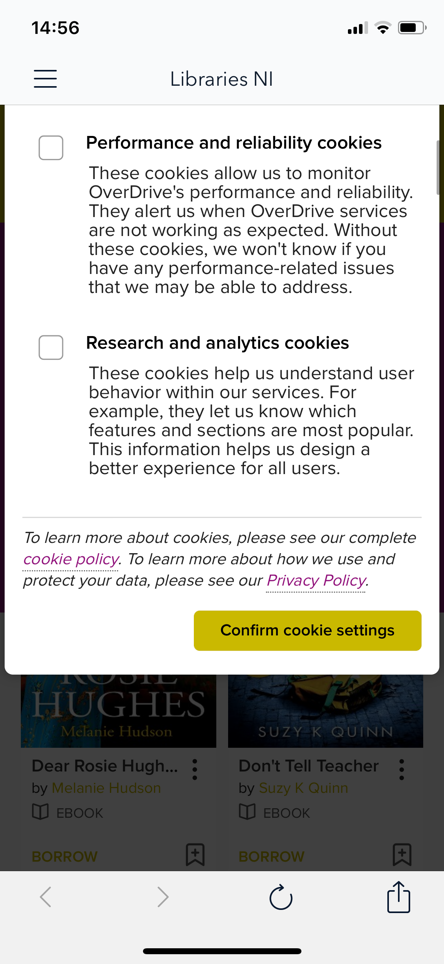 14:56
Libraries NI
Performance and reliability cookies
These cookies allow us to monitor
OverDrive's performance and reliability.
They alert us when OverDrive services
are not working as expected. Without
these cookies, we won't know if you
have any performance-related issues
that we may be able to address.
Research and analytics cookies
These cookies help us understand user
behavior within our services. For
example, they let us know which
features and sections are most popular.
This information helps us design a
better experience for all users.
To learn more about cookies, please see our complete
cookie policy. To learn more about how we use and
protect your data, please see our Privacy Policy.
Confirm cookie settings
ROSIE
HUGHES
Melanie Hudson
SUZY K QUINN
Dear Rosie Hugh...
by Melanie Hudson
EBOOK
BORROW
Don't Tell Teacher
by Suzy K Quinn
EBOOK
BORROW